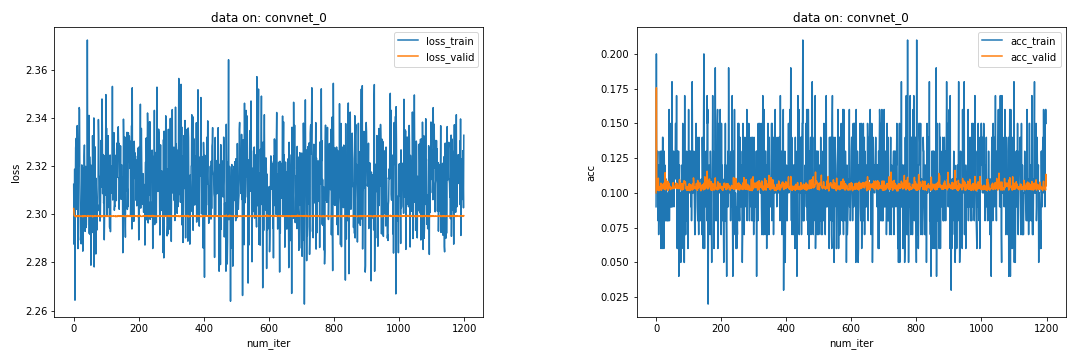 data on: convnet_0
loss
2.36
2.34
2.32
2.30
2.28
2.26
loss_train
loss_valid
0 200 400 600 800 1000 1200
num_iter
data on: convnet_0
acc
0.200
0.175
0.150
0.125
0.100
0.075
0.050
0.025
acc_train
acc_valid
0 200 400 600 800 1000 1200
num_iter